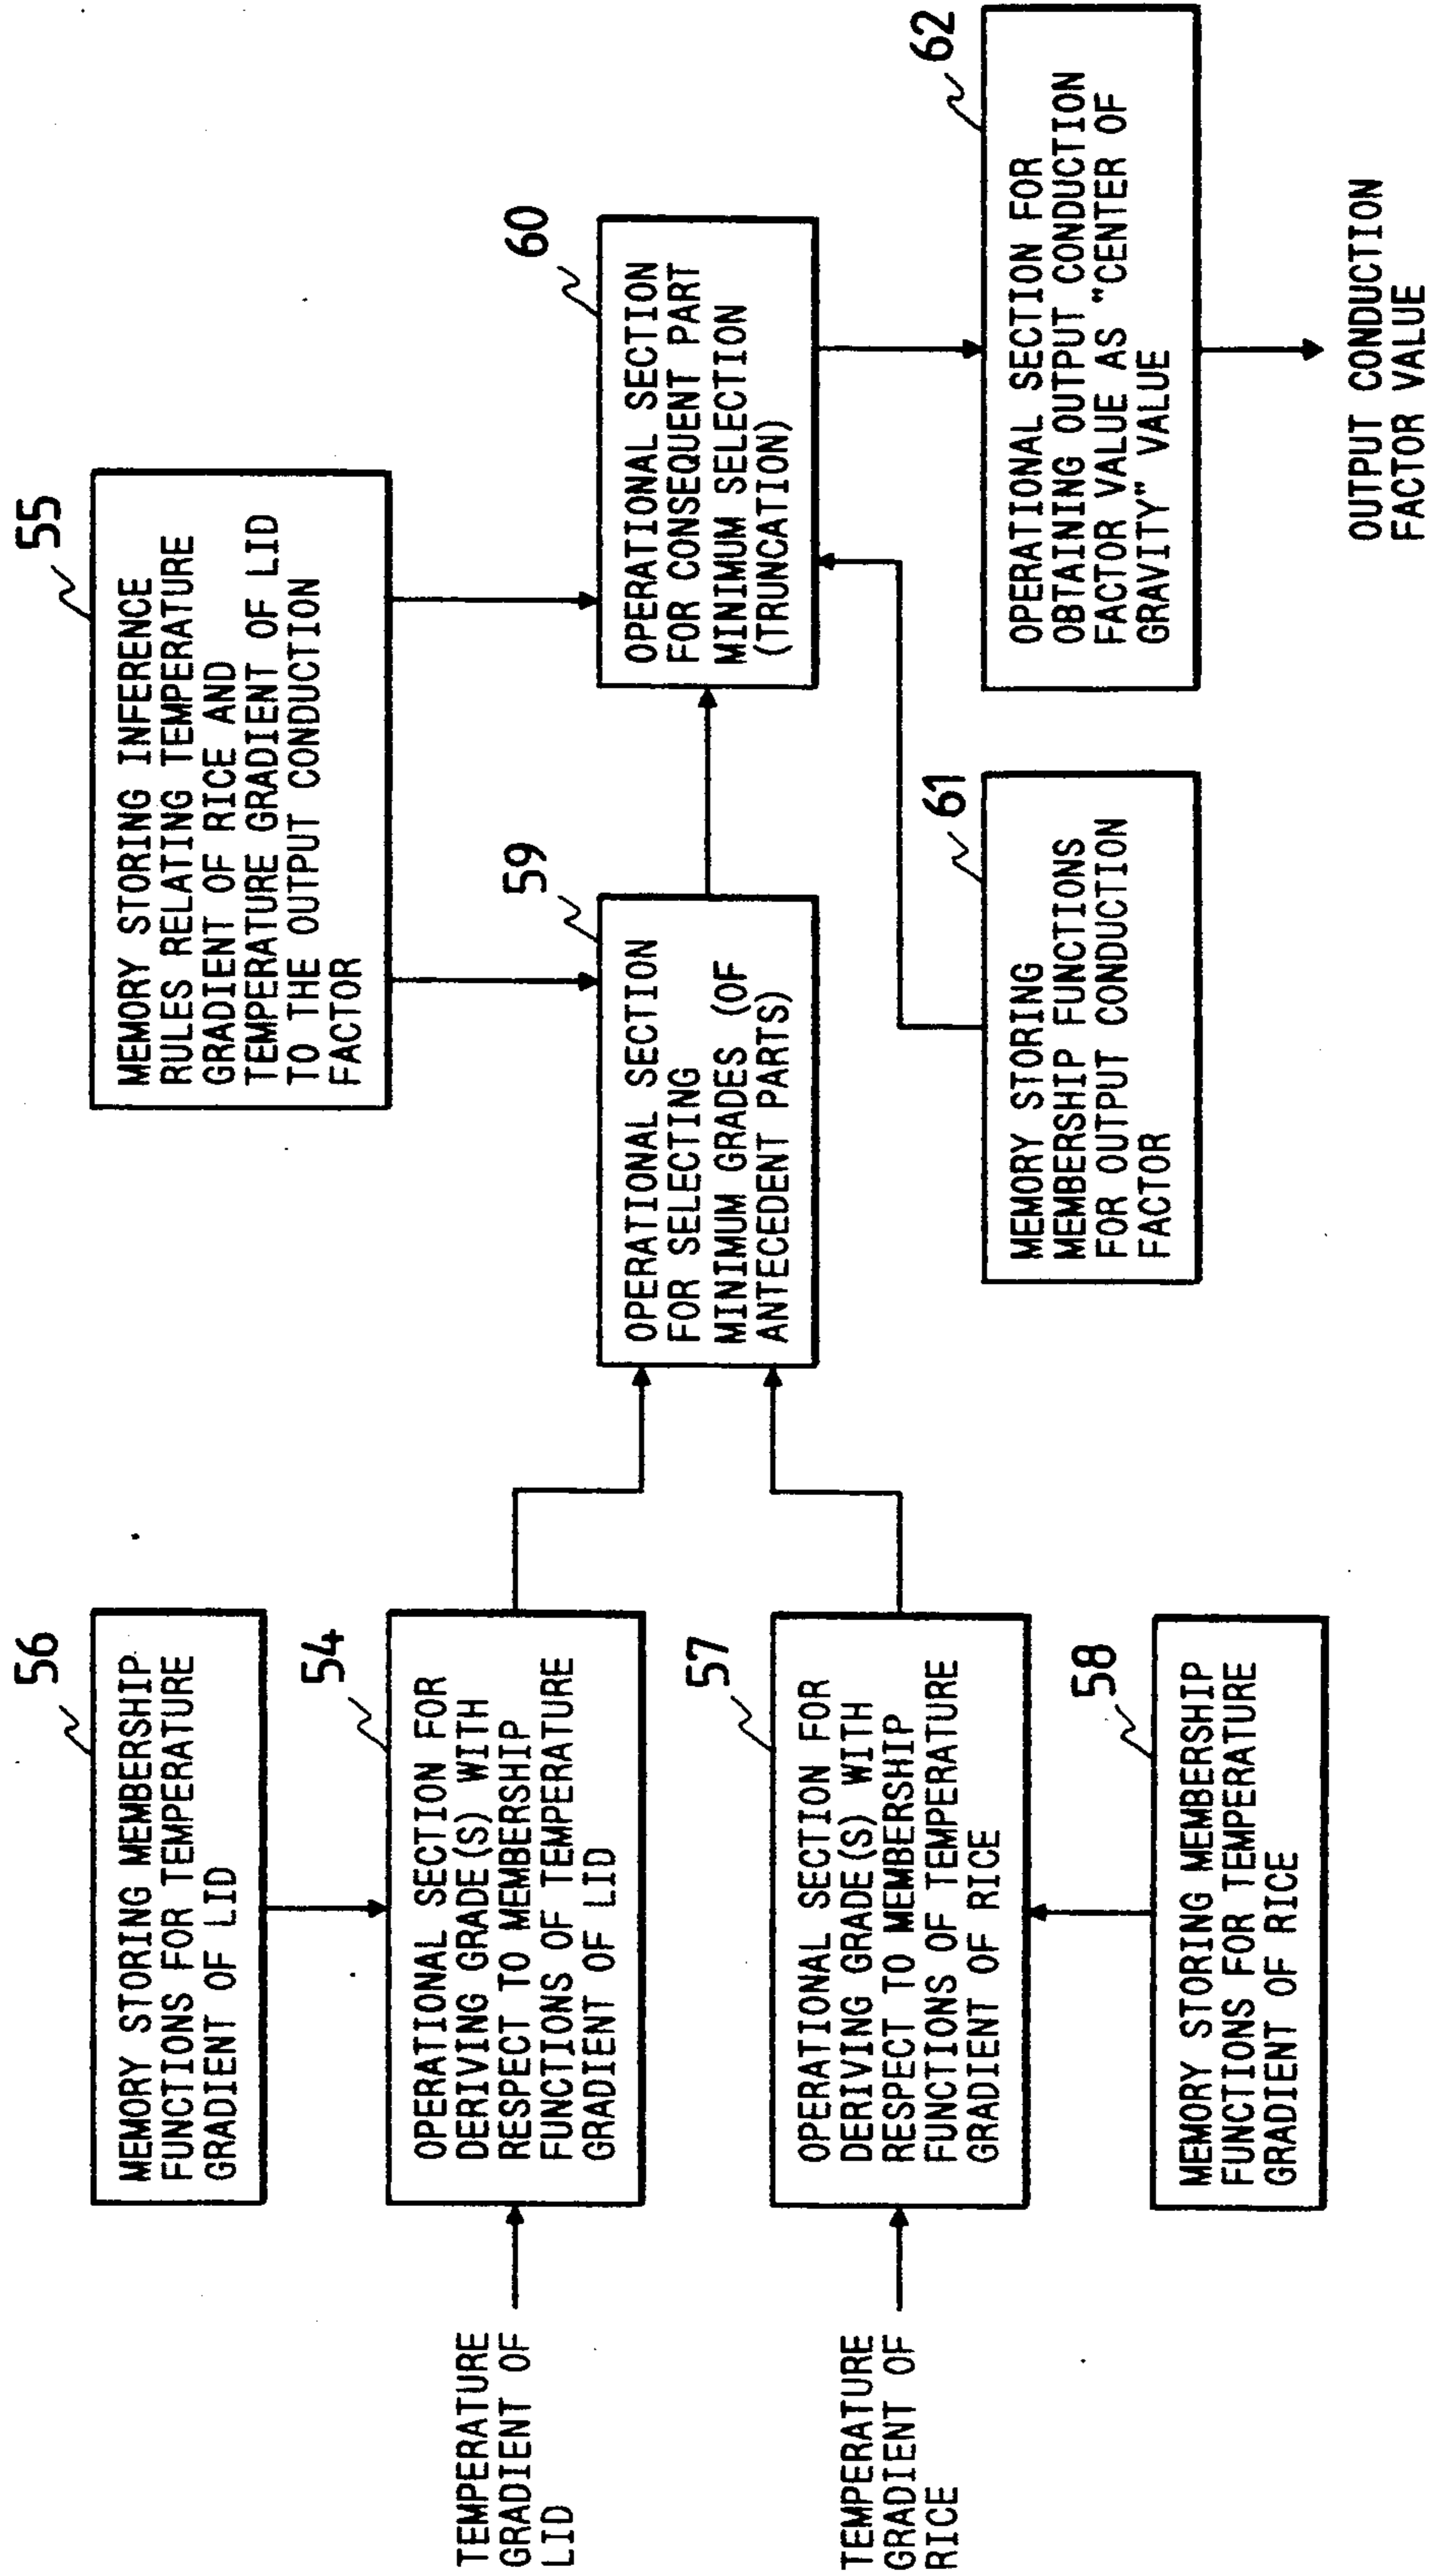 56
MEMORY STORING MEMBERSHIP
FUNCTIONS FOR TEMPERATURE
GRADIENT OF LID
54
OPERATIONAL SECTION FOR
DERIVING GRADE(S) WITH
RESPECT TO MEMBERSHIP
FUNCTIONS OF TEMPERATURE
GRADIENT OF LID
TEMPERATURE
GRADIENT OF
LID
57
OPERATIONAL SECTION FOR
DERIVING GRADE(S) WITH
RESPECT TO MEMBERSHIP
FUNCTIONS OF TEMPERATURE
GRADIENT OF RICE
TEMPERATURE
GRADIENT OF
RICE
58
MEMORY STORING MEMBERSHIP
FUNCTIONS FOR TEMPERATURE
GRADIENT OF RICE
55
MEMORY STORING INFERENCE
RULES RELATING TEMPERATURE
GRADIENT OF RICE AND
TEMPERATURE GRADIENT OF LID
TO THE OUTPUT CONDUCTION
FACTOR
59
OPERATIONAL SECTION
FOR SELECTING
MINIMUM GRADES (OF
ANTECEDENT PARTS)
60
OPERATIONAL SECTION
FOR CONSEQUENT PART
MINIMUM SELECTION
(TRUNCATION)
61
MEMORY STORING
MEMBERSHIP FUNCTIONS
FOR OUTPUT CONDUCTION
FACTOR
62
OPERATIONAL SECTION FOR
OBTAINING OUTPUT CONDUCTION
FACTOR VALUE AS "CENTER OF
GRAVITY" VALUE
OUTPUT CONDUCTION
FACTOR VALUE